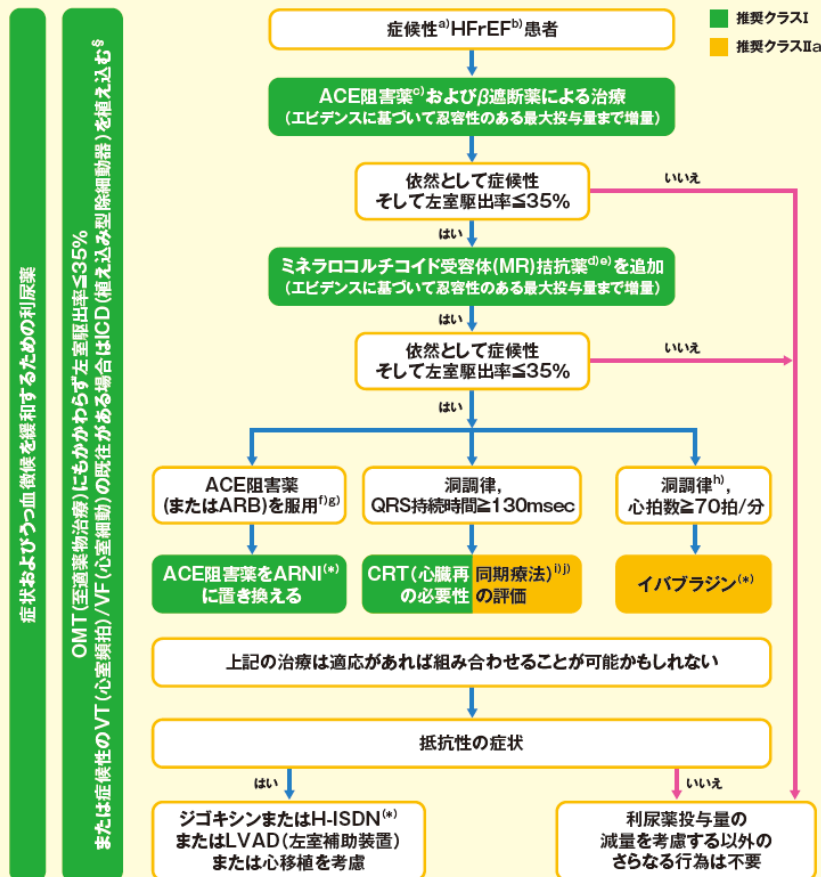 推奨クラスI
推奨クラスIIa
症状およびうっ血徴候を緩和するための利尿薬
OMT(至適薬物治療)にもかかわらず左室駆出率≦35%
または症候性のVT(心室頻拍)/VF(心室細動)の既往がある場合はICD(植え込み型除細動器)を植え込む§
症候性a)HFrEFb)患者
ACE阻害薬c)およびβ遮断薬による治療
(エビデンスに基づいて忍容性のある最大投与量まで増量)
依然として症候性
そして左室駆出率≦35%
いいえ
はい
ミネラロコルチコイド受容体(MR)拮抗薬d)e)を追加
(エビデンスに基づいて忍容性のある最大投与量まで増量)
はい
依然として症候性
そして左室駆出率≦35%
いいえ
はい
ACE阻害薬
(またはARB)を服用f)g)
洞調律,
QRS持続時間≧130msec
洞調律h),
心拍数≧70拍/分
ACE阻害薬をARNI(*)
に置き換える
CRT(心臓再同期療法)i)j)
の必要性の評価
イバブラジン(*)
上記の治療は適応があれば組み合わせることが可能かもしれない
抵抗性の症状
はい
いいえ
ジゴキシンまたはH-ISDN(*)
またはLVAD(左室補助装置)
または心移植を考慮
利尿薬投与量の
減量を考慮する以外の
さらなる行為は不要